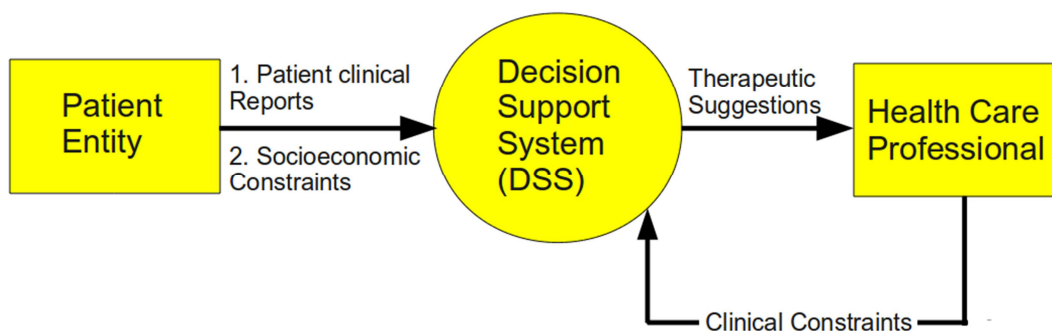 Patient
Entity
1. Patient clinical
Reports
2. Socioeconomic
Constraints
Decision
Support
System
(DSS)
Therapeutic
Suggestions
Health Care
Professional
Clinical Constraints